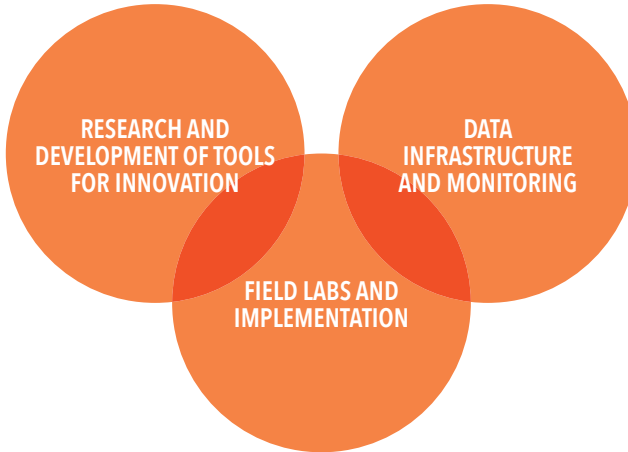 RESEARCH AND
DEVELOPMENT OF TOOLS
FOR INNOVATION
DATA
INFRASTRUCTURE
AND MONITORING
FIELD LABS AND
IMPLEMENTATION